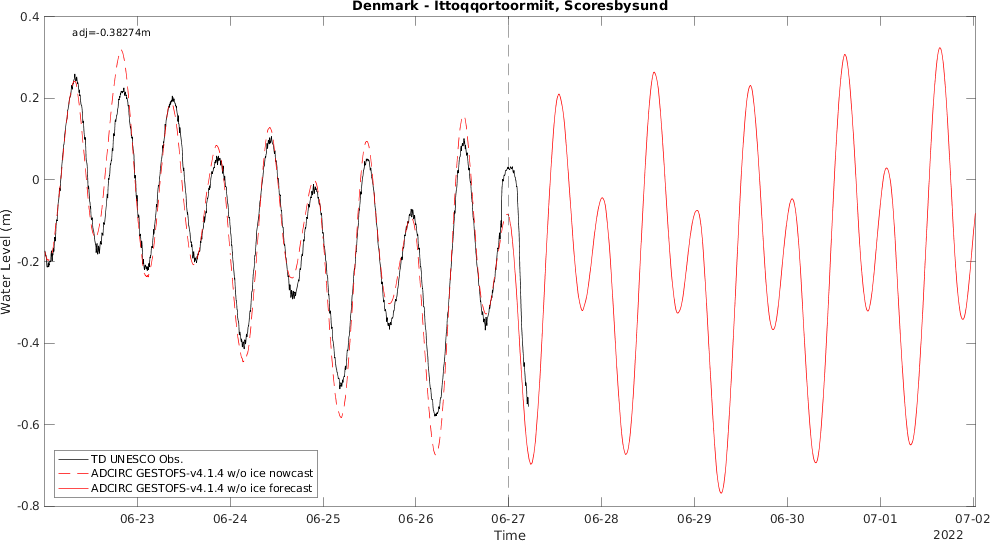 Denmark - Ittoqqortoormiit, Scoresbysund
adj=-0.38274m
0.4
0.2
0
-0.2
-0.4
-0.6
-0.8
Water Level (m)
TD UNESCO Obs.
ADCIRC GESTOFS-v4.1.4 w/o ice nowcast
ADCIRC GESTOFS-v4.1.4 w/o ice forecast
06-23 06-24 06-25 06-26 06-27 06-28 06-29 06-30 07-01 07-02
Time
2022